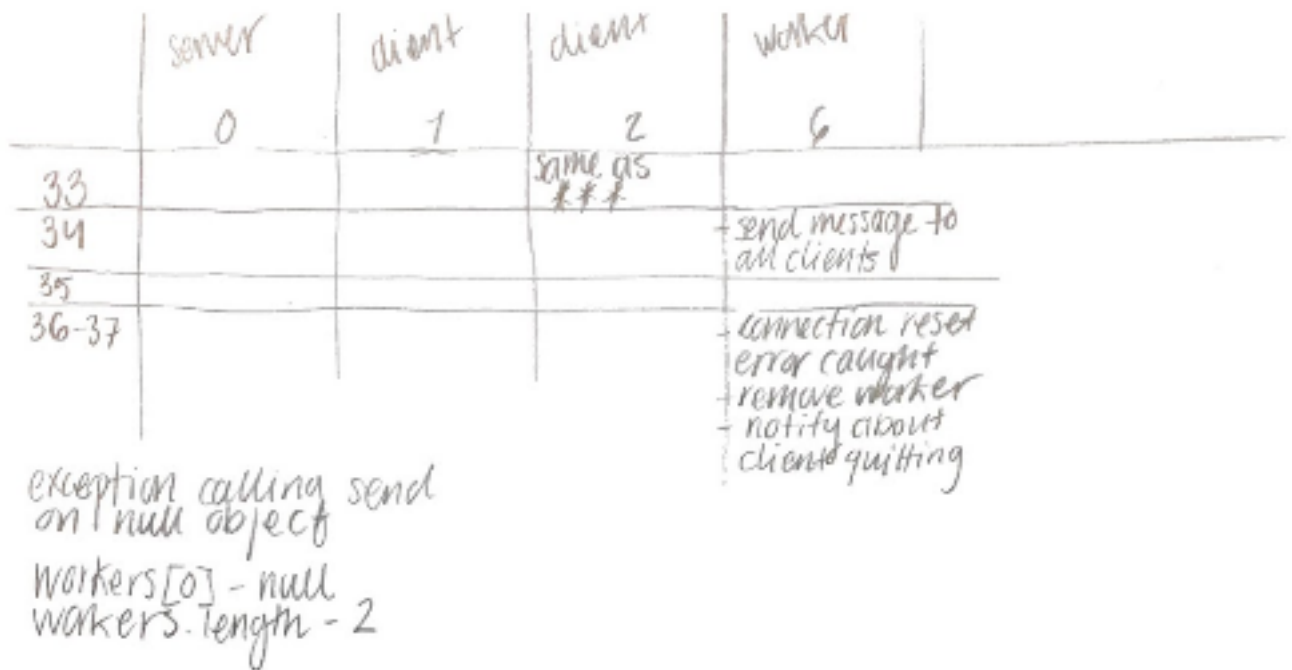 server client client worker
0 1 2 6
33 same as
***
34 - send message to
all clients
35
36-37 - connection reset
error caught
- remove worker
- notify about
client quitting
exception calling send
on null object
workers[0] - null
workers.length - 2